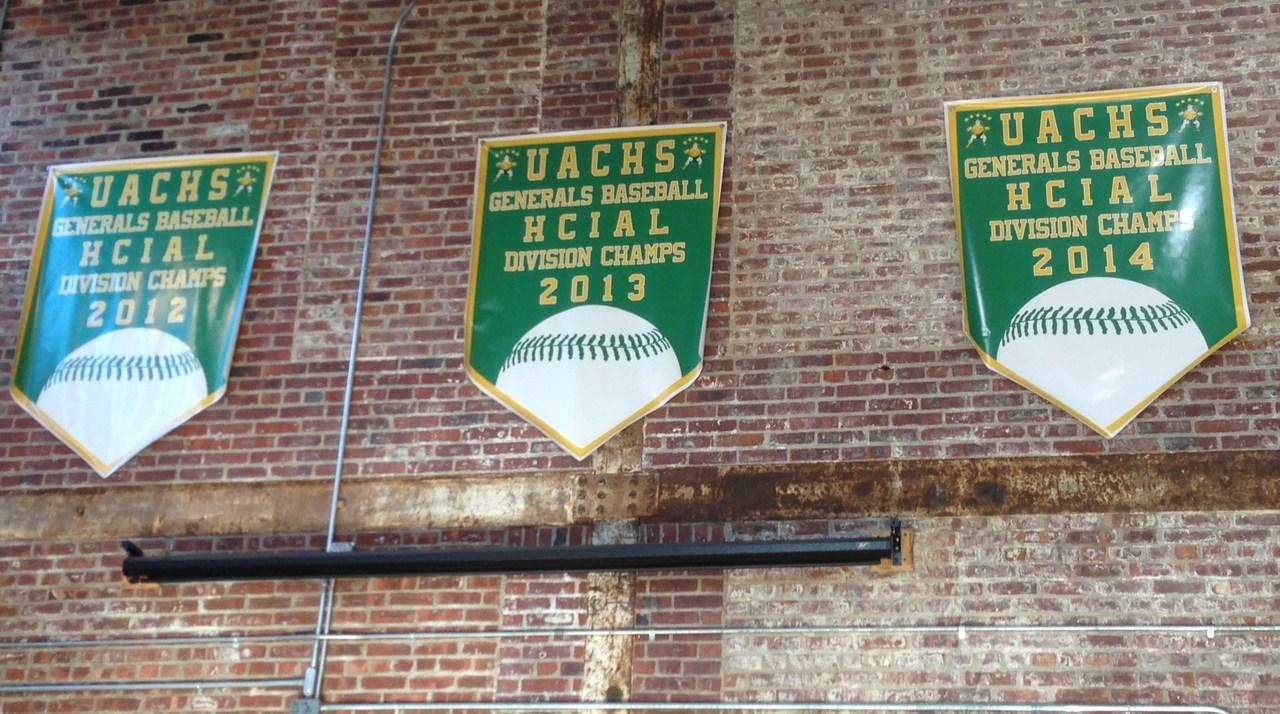 UACHS
GENERALS BASEBALL
HCIAL
DIVISION CHAMPS
2012
UACHS
GENERALS BASEBALL
HCIAL
DIVISION CHAMPS
2013
UACHS
GENERALS BASEBALL
HCIAL
DIVISION CHAMPS
2014